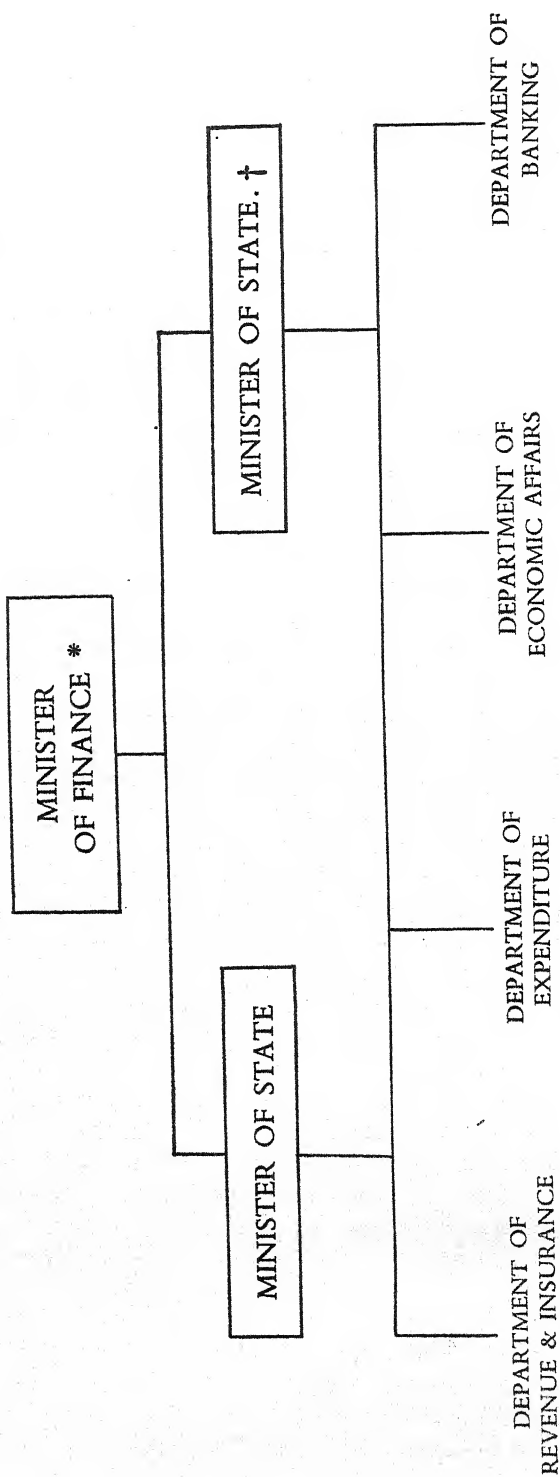 MINISTER
OF FINANCE *
MINISTER OF STATE
MINISTER OF STATE. †
DEPARTMENT OF
REVENUE & INSURANCE
DEPARTMENT OF
EXPENDITURE
DEPARTMENT OF
ECONOMIC AFFAIRS
DEPARTMENT OF
BANKING